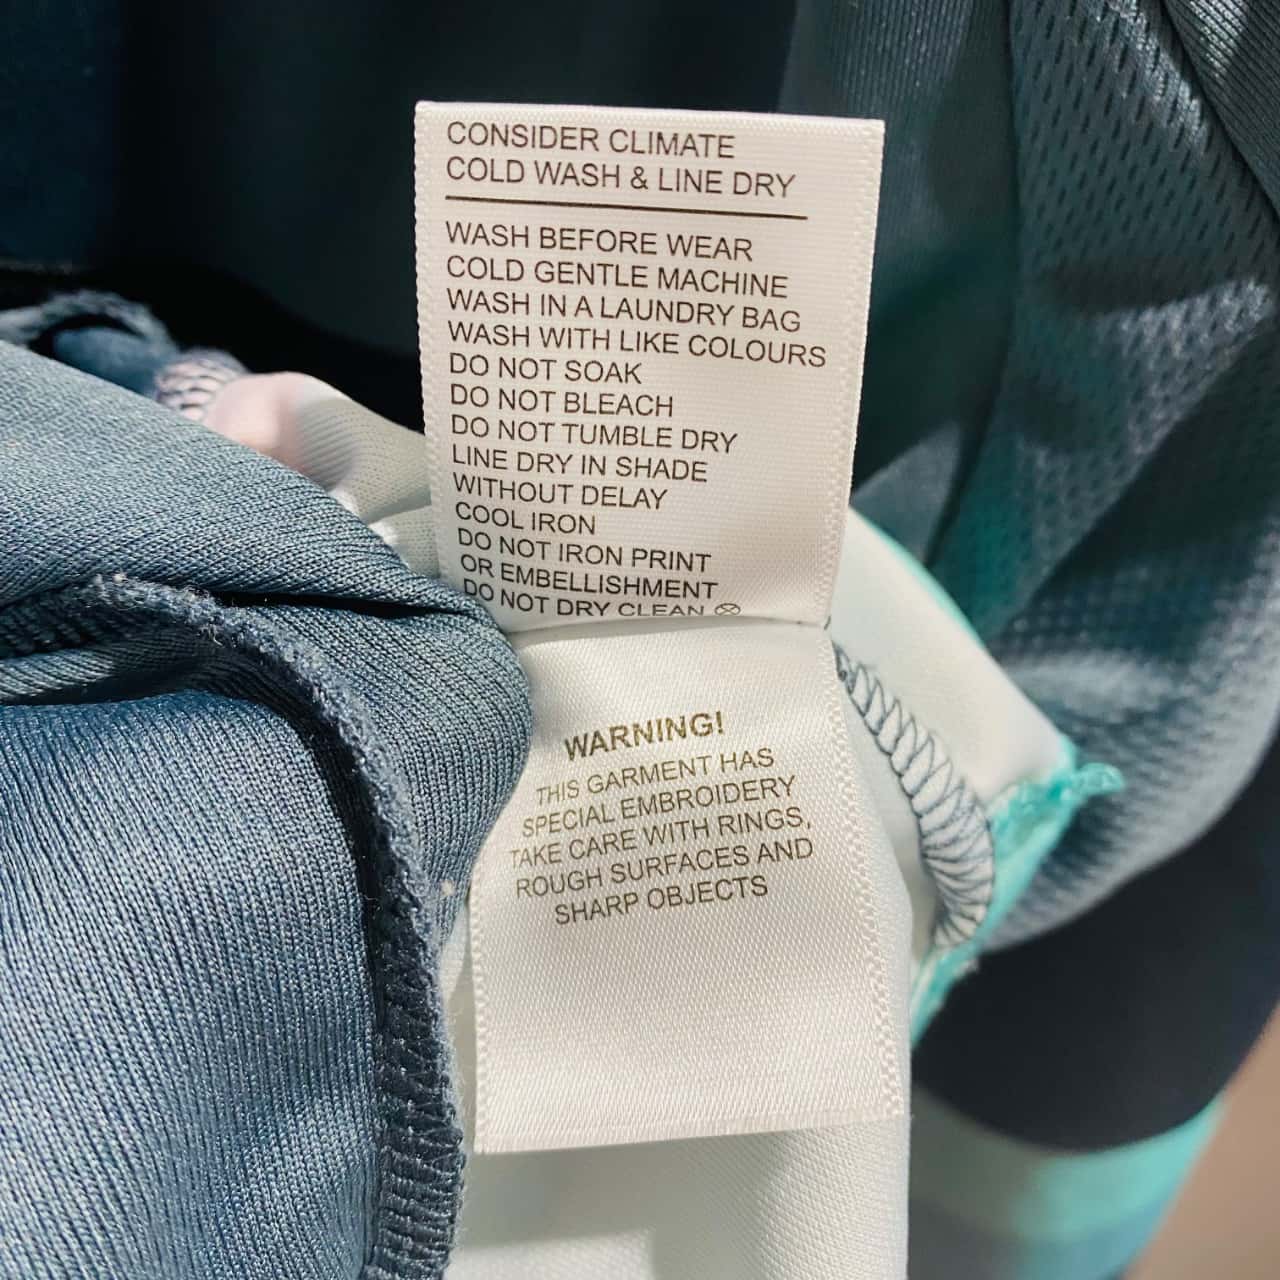 CONSIDER CLIMATE
COLD WASH & LINE DRY
WASH BEFORE WEAR
COLD GENTLE MACHINE
WASH IN A LAUNDRY BAG
WASH WITH LIKE COLOURS
DO NOT SOAK
DO NOT BLEACH
DO NOT TUMBLE DRY
LINE DRY IN SHADE
WITHOUT DELAY
COOL IRON
DO NOT IRON PRINT
OR EMBELLISHMENT
DO NOT DRY CLEAN
WARNING!
THIS GARMENT HAS
SPECIAL EMBROIDERY
TAKE CARE WITH RINGS,
ROUGH SURFACES AND
SHARP OBJECTS